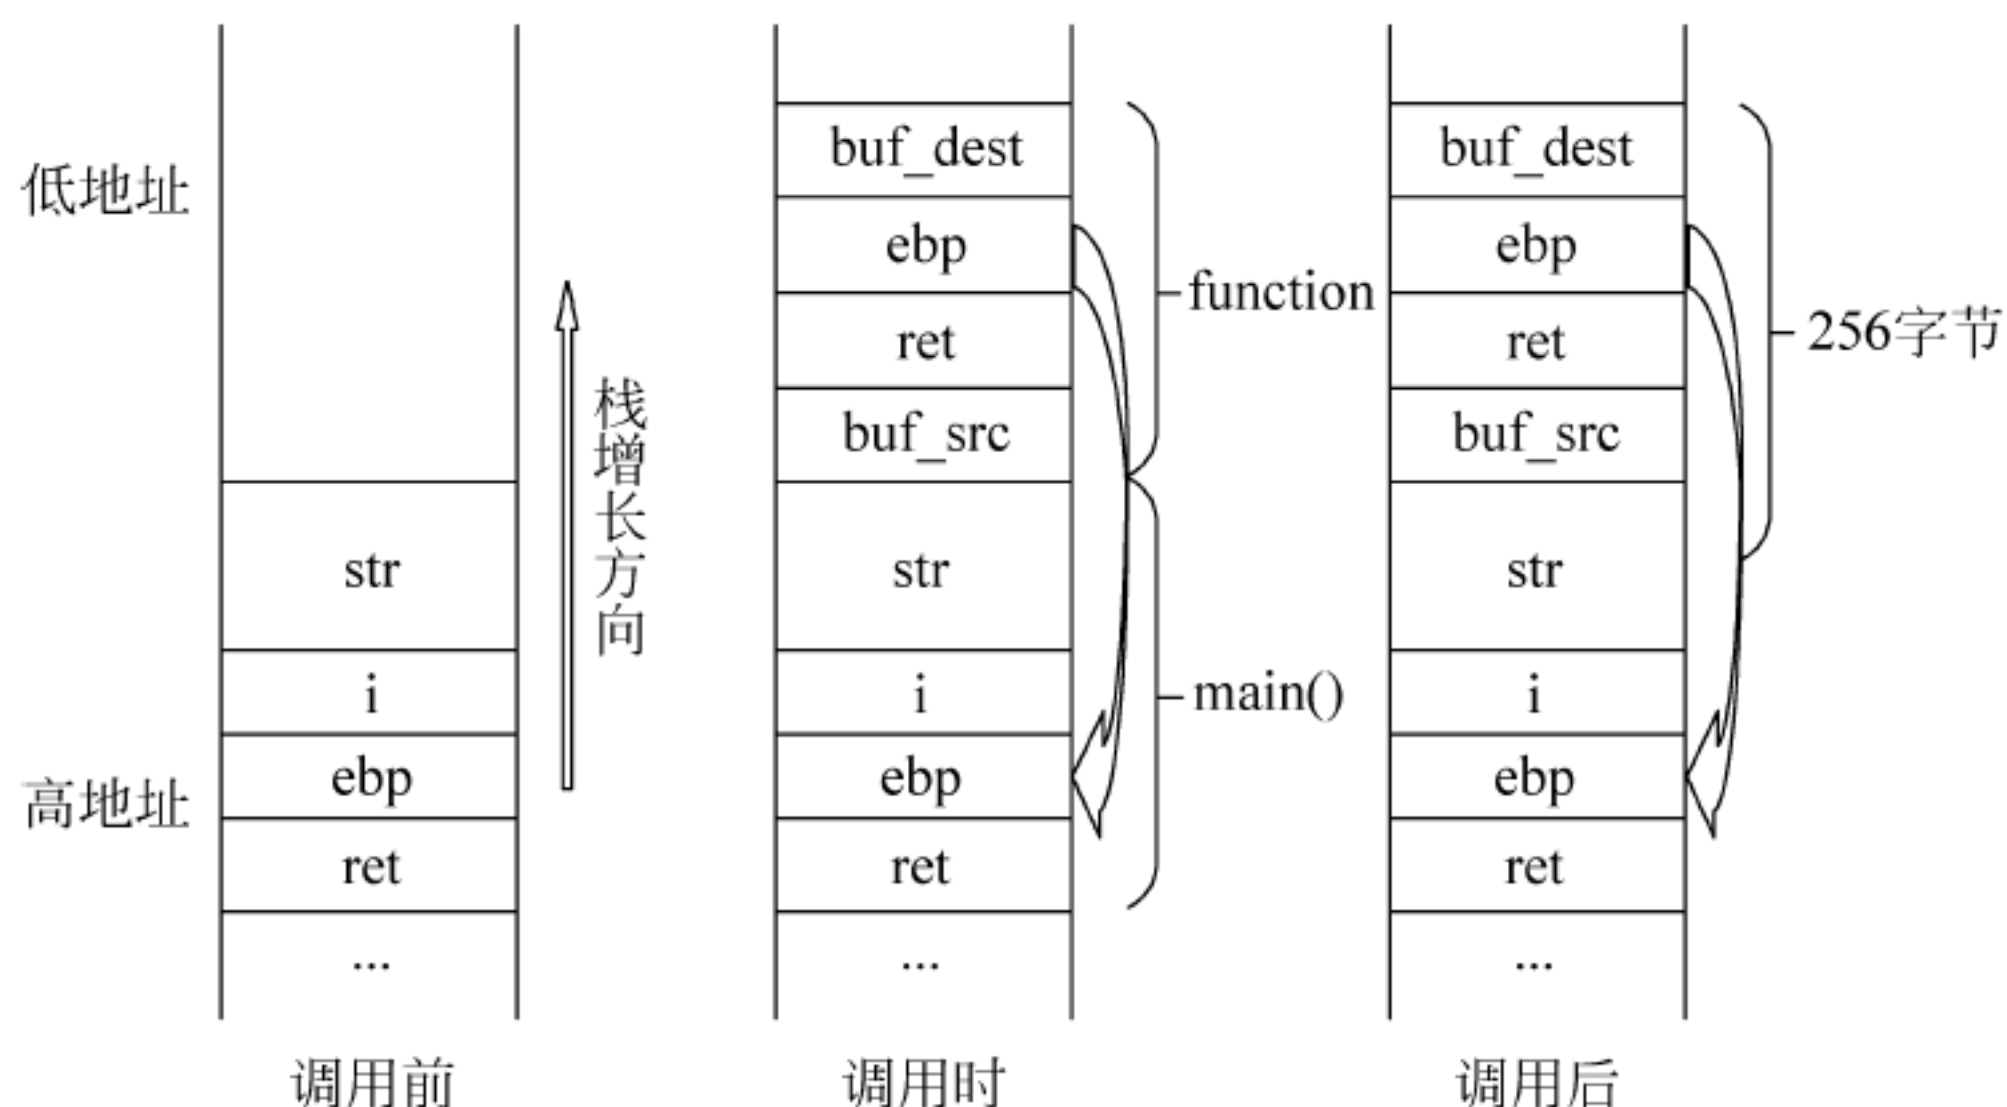 低地址
高地址
str
i
ebp
ret
...
调用前
栈增长方向
buf_dest
ebp
ret
buf_src
str
i
ebp
ret
...
调用时
function
main()
buf_dest
ebp
ret
buf_src
str
i
ebp
ret
...
调用后
256字节